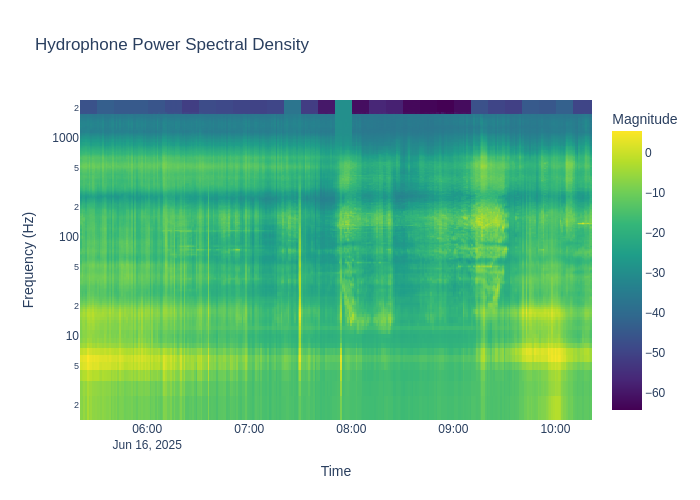 Hydrophone Power Spectral Density
Magnitude
2
1000
5
2
100
5
2
10
5
2
Frequency (Hz)
0
−10
−20
−30
−40
−50
−60
06:00 07:00 08:00 09:00 10:00
Jun 16, 2025
Time